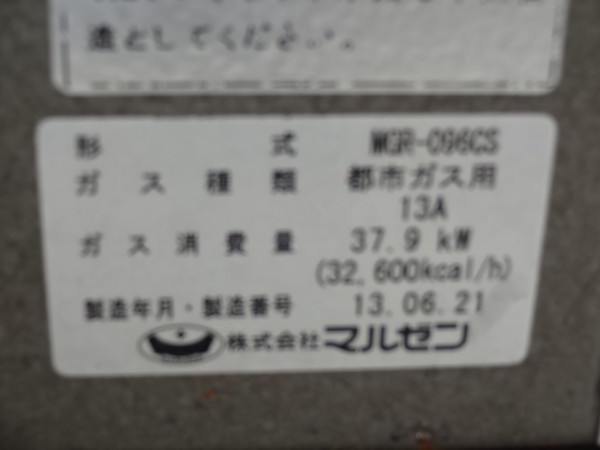 造としてください。
形式 MGR-096CS
ガス種類 都市ガス用
13A
ガス消費量 37.9 kW
(32,600kcal/h)
製造年月・製造番号 13.06.21
株式会社マルゼン